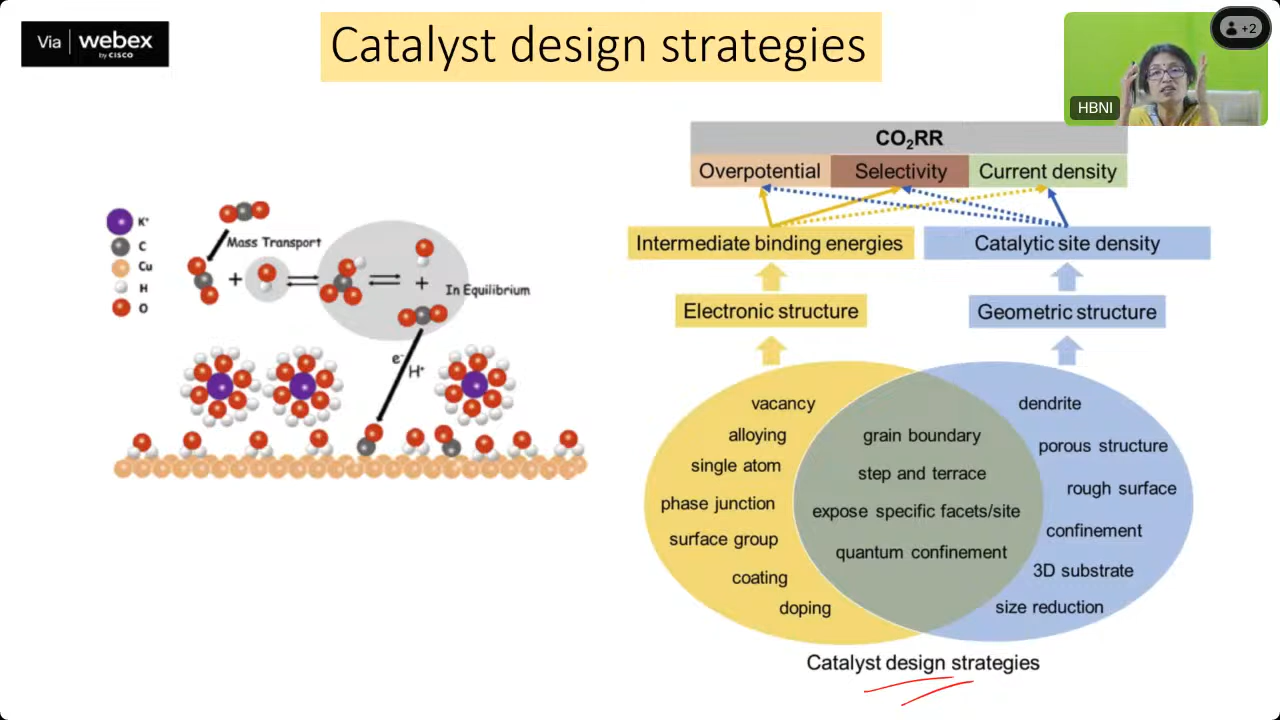 Via webex
by CISCO
Catalyst design strategies
+2
HBNI
K⁺
C
Cu
H
O
Mass Transport
+
+
In Equilibrium
e⁻
H⁺
CO₂RR
Overpotential Selectivity Current density
Intermediate binding energies Catalytic site density
Electronic structure Geometric structure
vacancy
alloying
single atom
phase junction
surface group
coating
doping
grain boundary
step and terrace
expose specific facets/site
quantum confinement
dendrite
porous structure
rough surface
confinement
3D substrate
size reduction
Catalyst design strategies